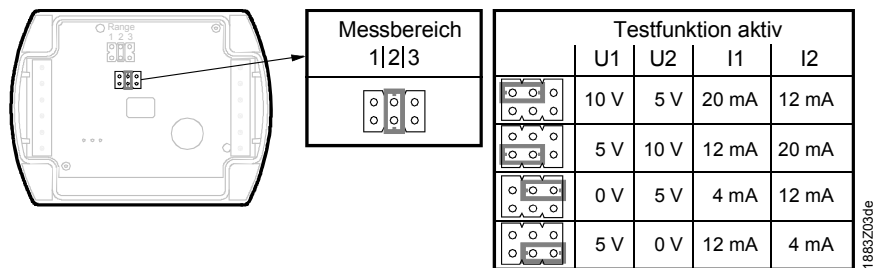 Range
1 2 3
Messbereich
1|2|3
Testfunktion aktiv
U1 U2 I1 I2
10 V 5 V 20 mA 12 mA
5 V 10 V 12 mA 20 mA
0 V 5 V 4 mA 12 mA
5 V 0 V 12 mA 4 mA
1883Z03de